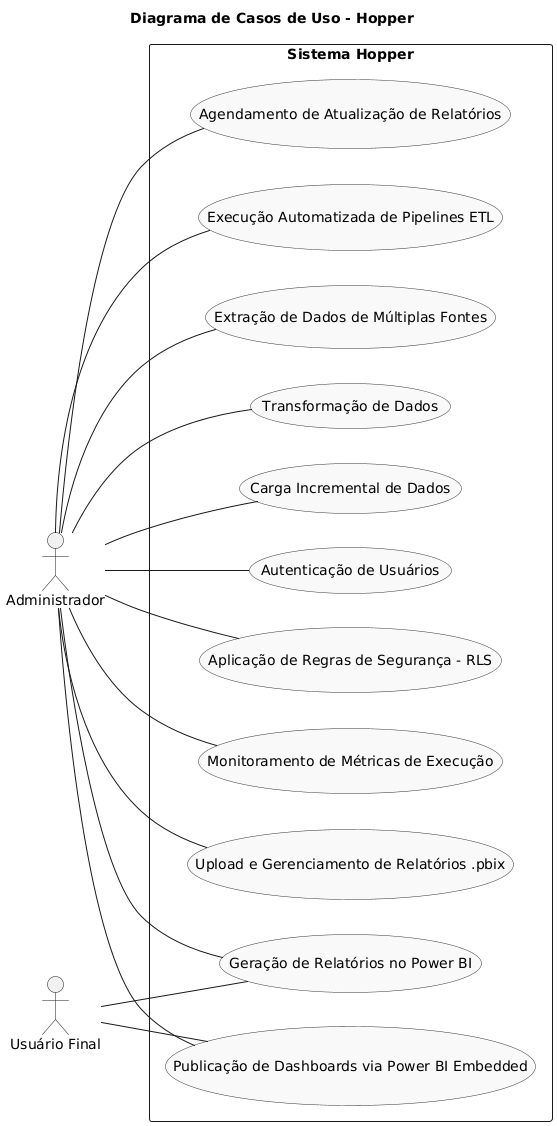 Diagrama de Casos de Uso - Hopper
Sistema Hopper
Agendamento de Atualização de Relatórios
Execução Automatizada de Pipelines ETL
Extração de Dados de Múltiplas Fontes
Transformação de Dados
Carga Incremental de Dados
Autenticação de Usuários
Administrador
Aplicação de Regras de Segurança - RLS
Monitoramento de Métricas de Execução
Upload e Gerenciamento de Relatórios .pbix
Geração de Relatórios no Power BI
Usuário Final
Publicação de Dashboards via Power BI Embedded